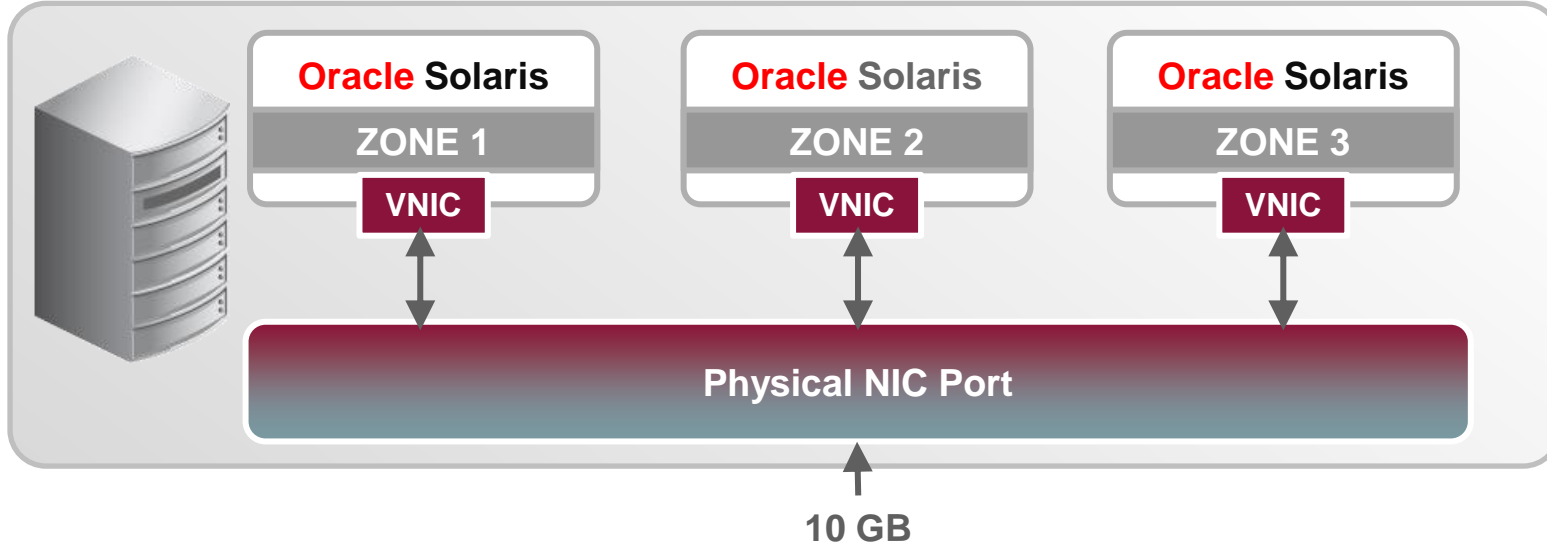 Oracle Solaris
ZONE 1
VNIC
Oracle Solaris
ZONE 2
VNIC
Oracle Solaris
ZONE 3
VNIC
Physical NIC Port
10 GB